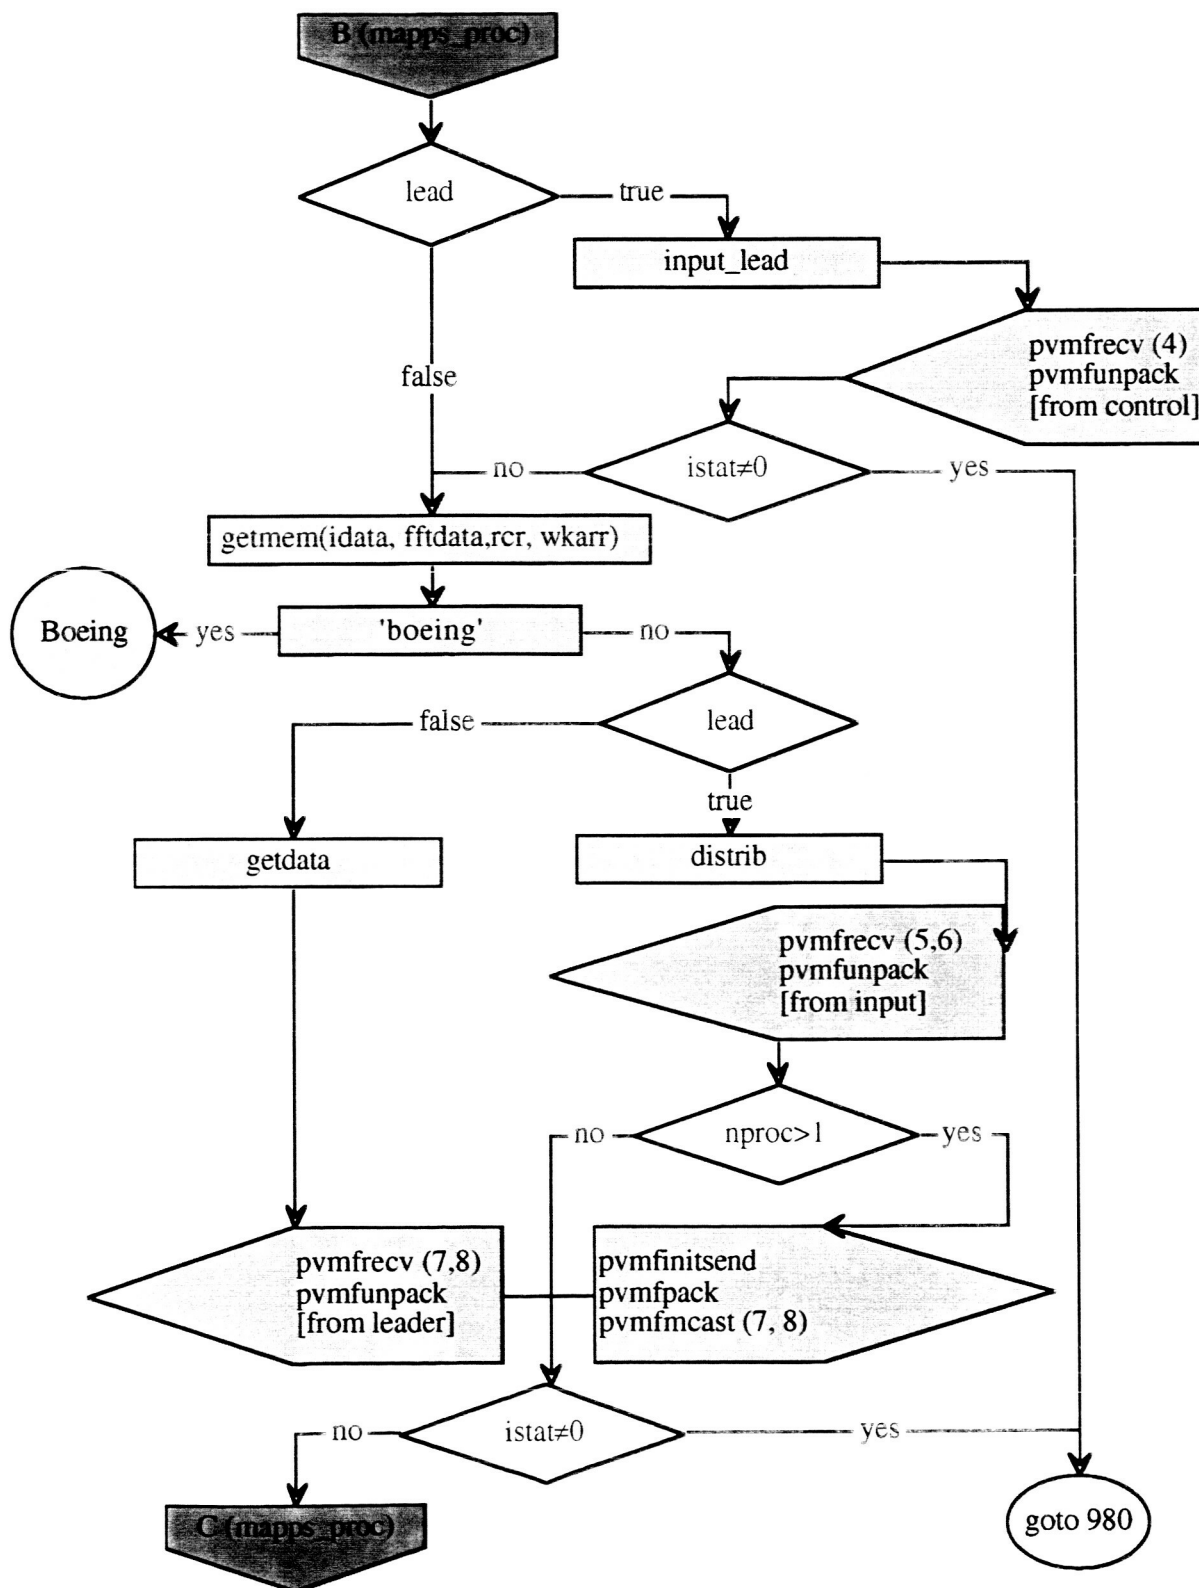 B (mapps_proc)
lead
true
input_lead
pvmfrecv (4)
pvmfunpack
[from control]
false
no
istat≠0
yes
getmem(idata, fftdata,rcr, wkarr)
Boeing
yes
'boeing'
no
false
lead
true
getdata
distrib
pvmfrecv (5,6)
pvmfunpack
[from input]
no
nproc>1
yes
pvmfrecv (7,8)
pvmfunpack
[from leader]
pvmfinitsend
pvmfpack
pvmfmcast (7, 8)
no
istat≠0
yes
C (mapps_proc)
goto 980